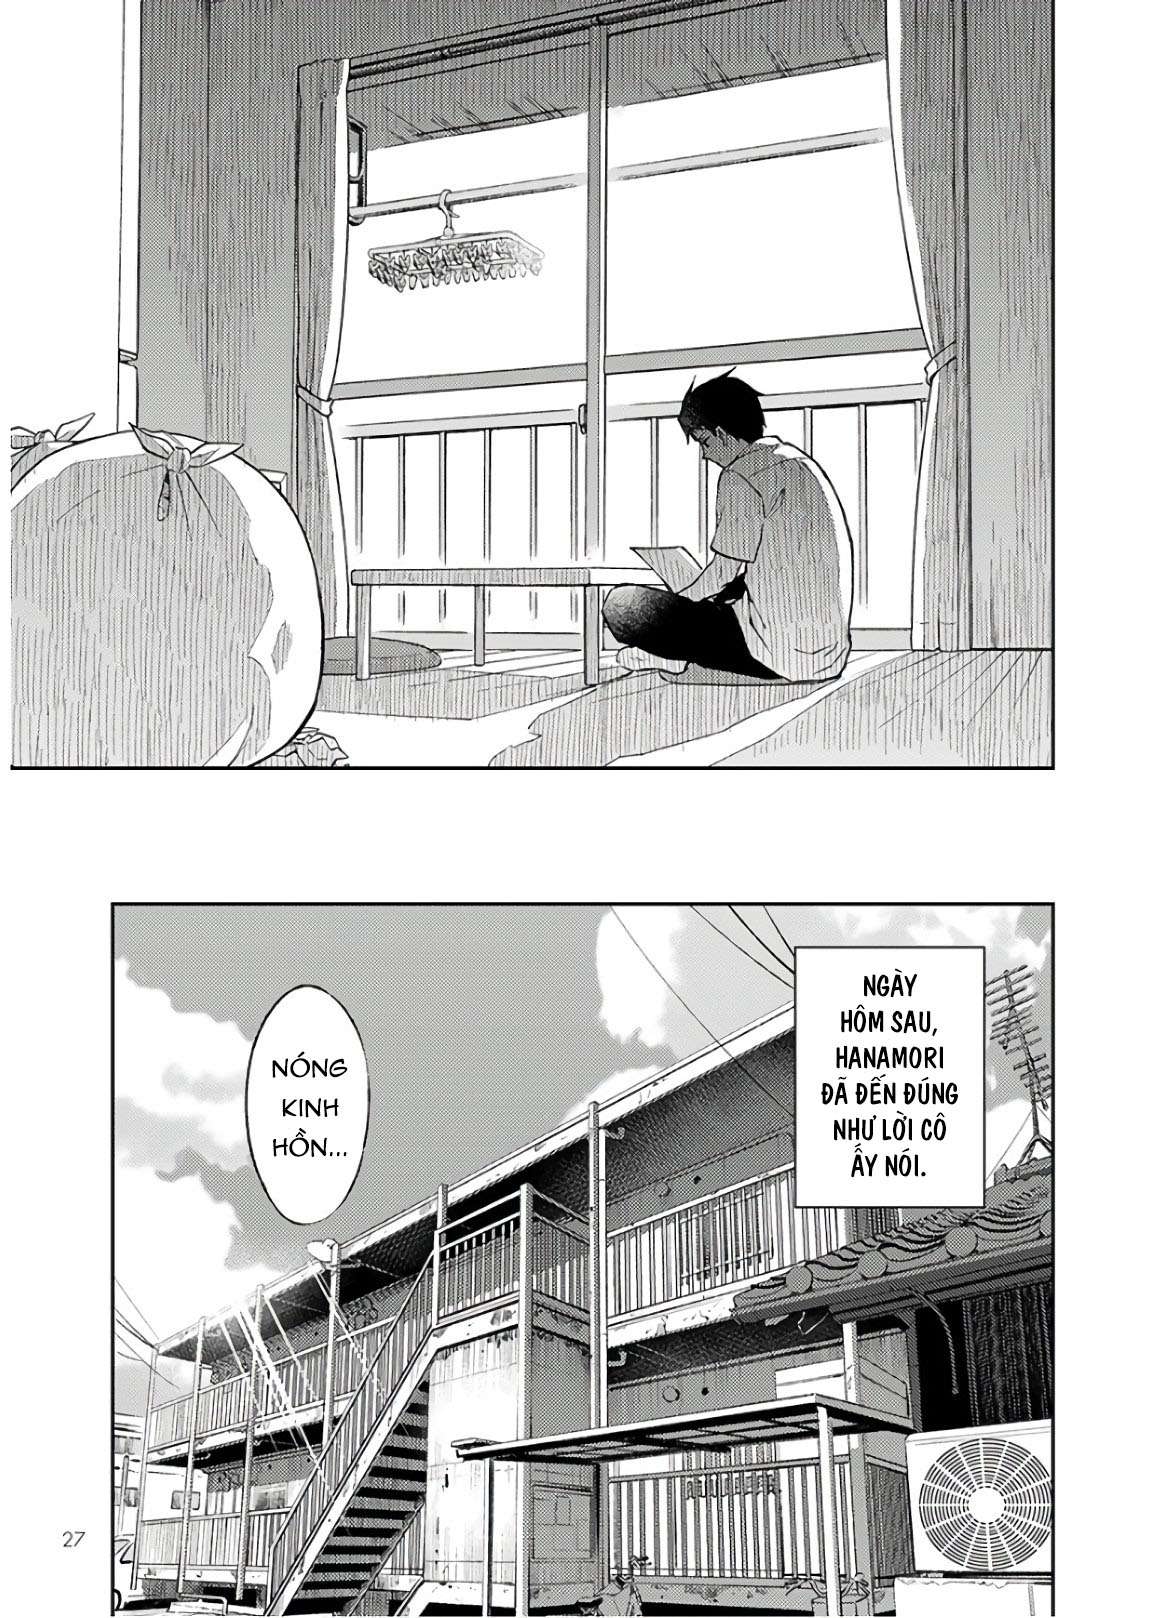 NGÀY
HÔM SAU,
HANAMORI
ĐÃ ĐẾN ĐÚNG
NHƯ LỜI CÔ
ẤY NÓI.
NÓNG
KINH
HỒN...
27